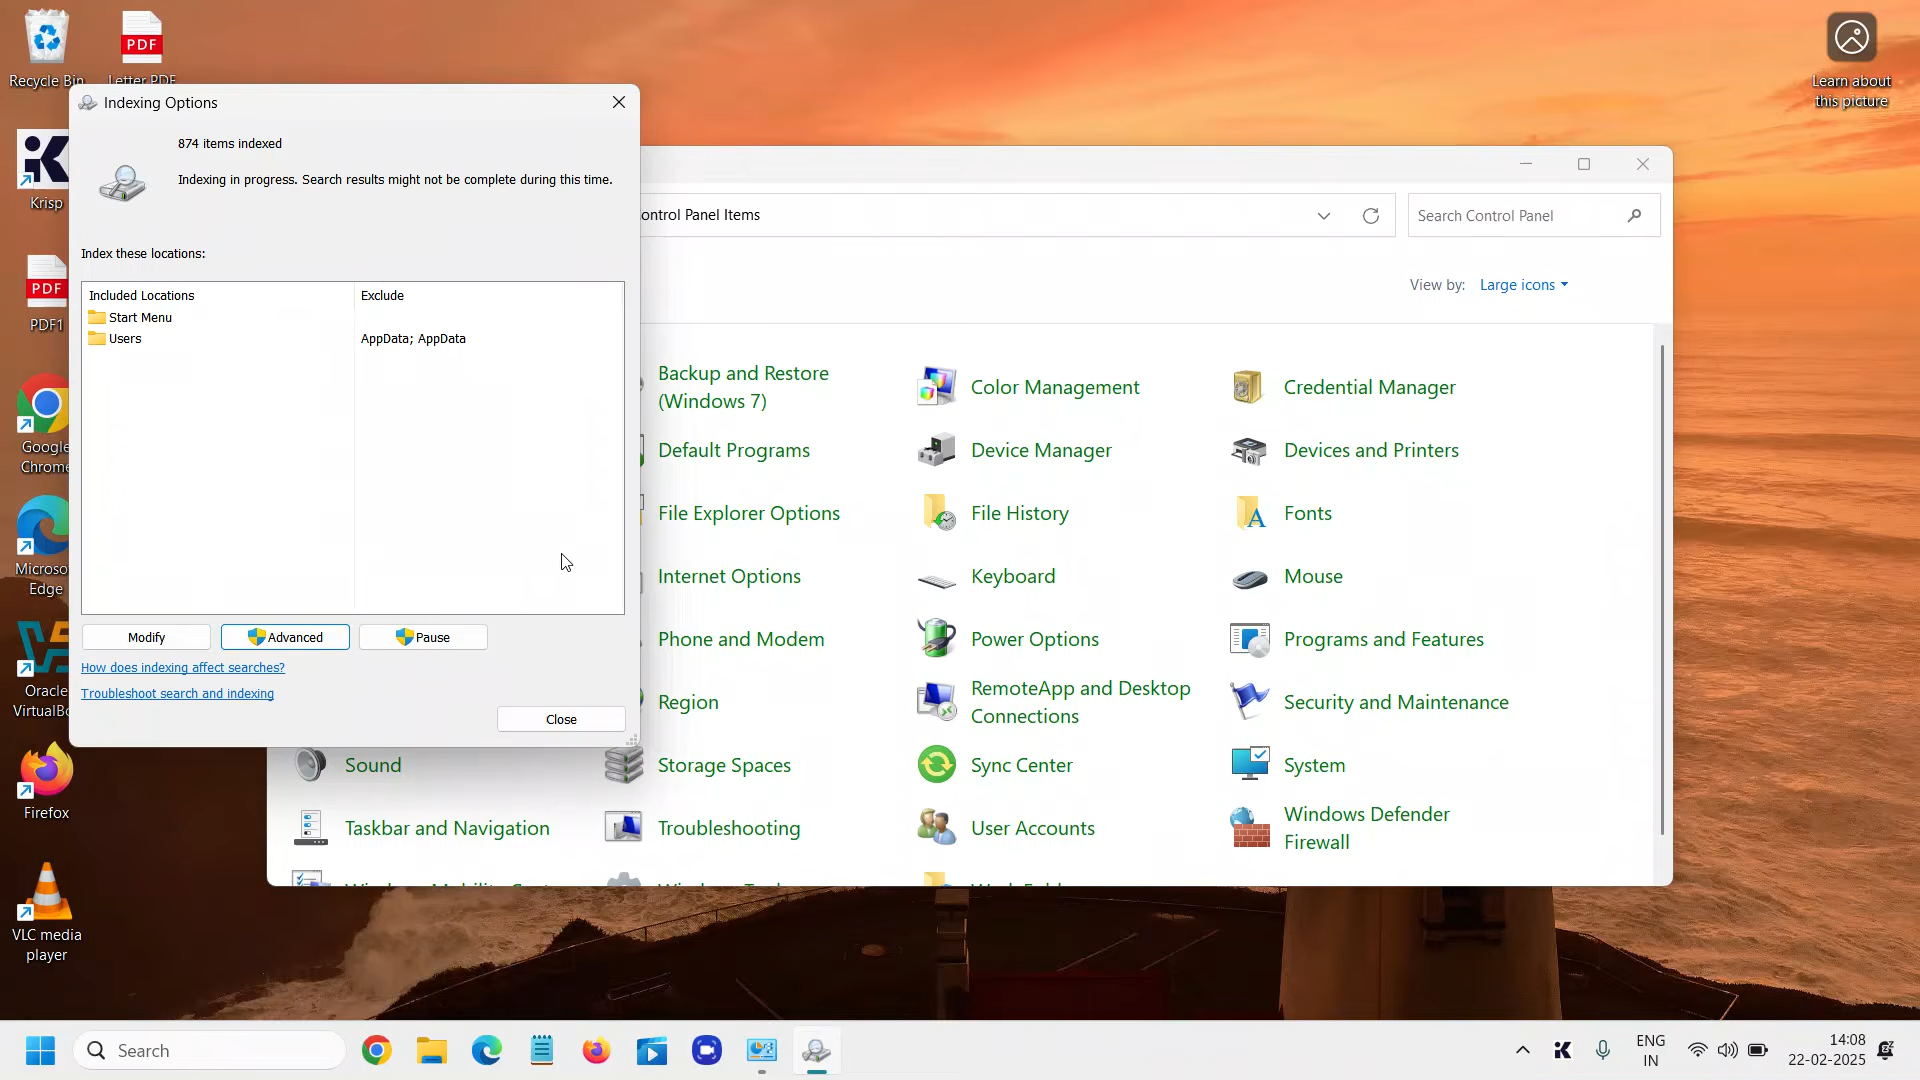 Recycle Bin
Letter PDF
Krisp
PDF
PDF1
Google
Chrome
Edge
Oracle
Firefox
VLC media
player
Learn about
this picture
Indexing Options
874 items indexed
Indexing in progress. Search results might not be complete during this time.
Index these locations:
Included Locations
Exclude
Start Menu
Users
AppData; AppData
Modify
Advanced
Pause
How does indexing affect searches?
Troubleshoot search and indexing
Close
ontrol Panel Items
Search Control Panel
View by:
Large icons
Backup and Restore
(Windows 7)
Color Management
Credential Manager
Default Programs
Device Manager
Devices and Printers
File Explorer Options
File History
Fonts
Internet Options
Keyboard
Mouse
Phone and Modem
Power Options
Programs and Features
Region
RemoteApp and Desktop
Connections
Security and Maintenance
Sound
Storage Spaces
Sync Center
System
Taskbar and Navigation
Troubleshooting
User Accounts
Windows Defender
Firewall
Search
ENG
IN
14:08
22-02-2025